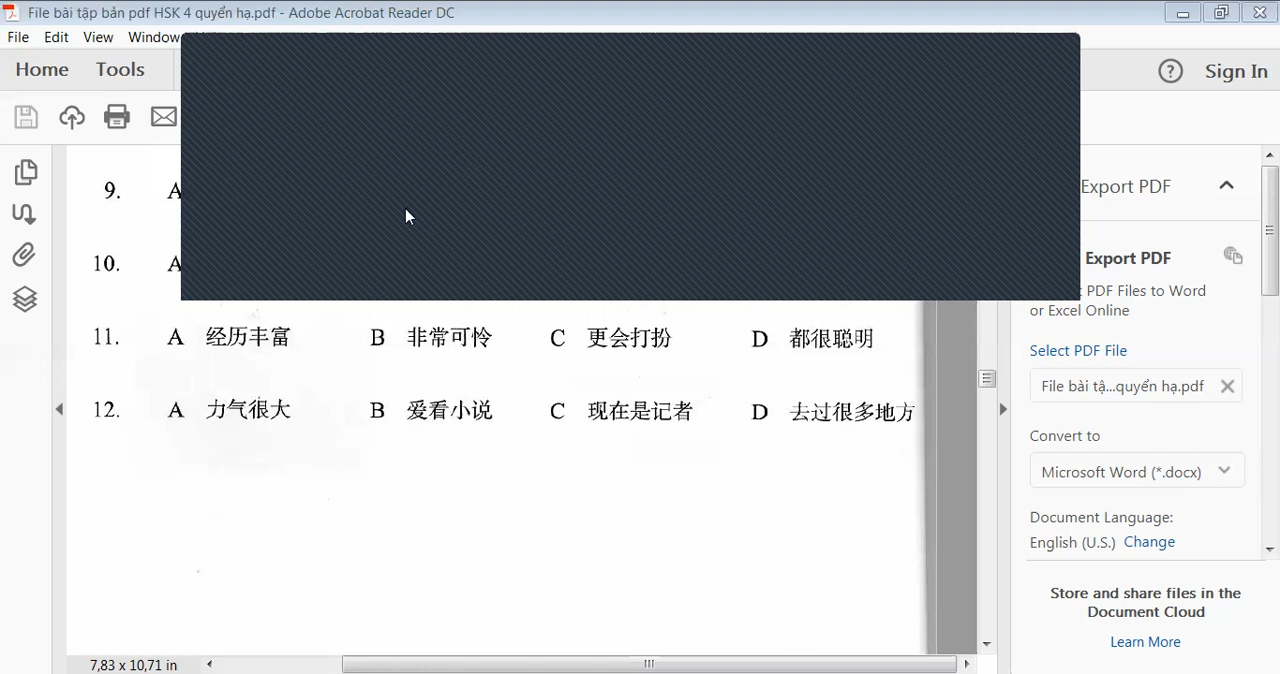 File bài tập bản pdf HSK 4 quyển hạ.pdf - Adobe Acrobat Reader DC
File Edit View Window
Home Tools
? Sign In
9. A
10. A
11. A 经历丰富 B 非常可怜 C 更会打扮 D 都很聪明
12. A 力气很大 B 爱看小说 C 现在是记者 D 去过很多地方
7,83 x 10,71 in
Export PDF
Export PDF
PDF Files to Word
or Excel Online
Select PDF File
File bài tậ...quyển hạ.pdf
Convert to
Microsoft Word (*.docx)
Document Language:
English (U.S.) Change
Store and share files in the
Document Cloud
Learn More